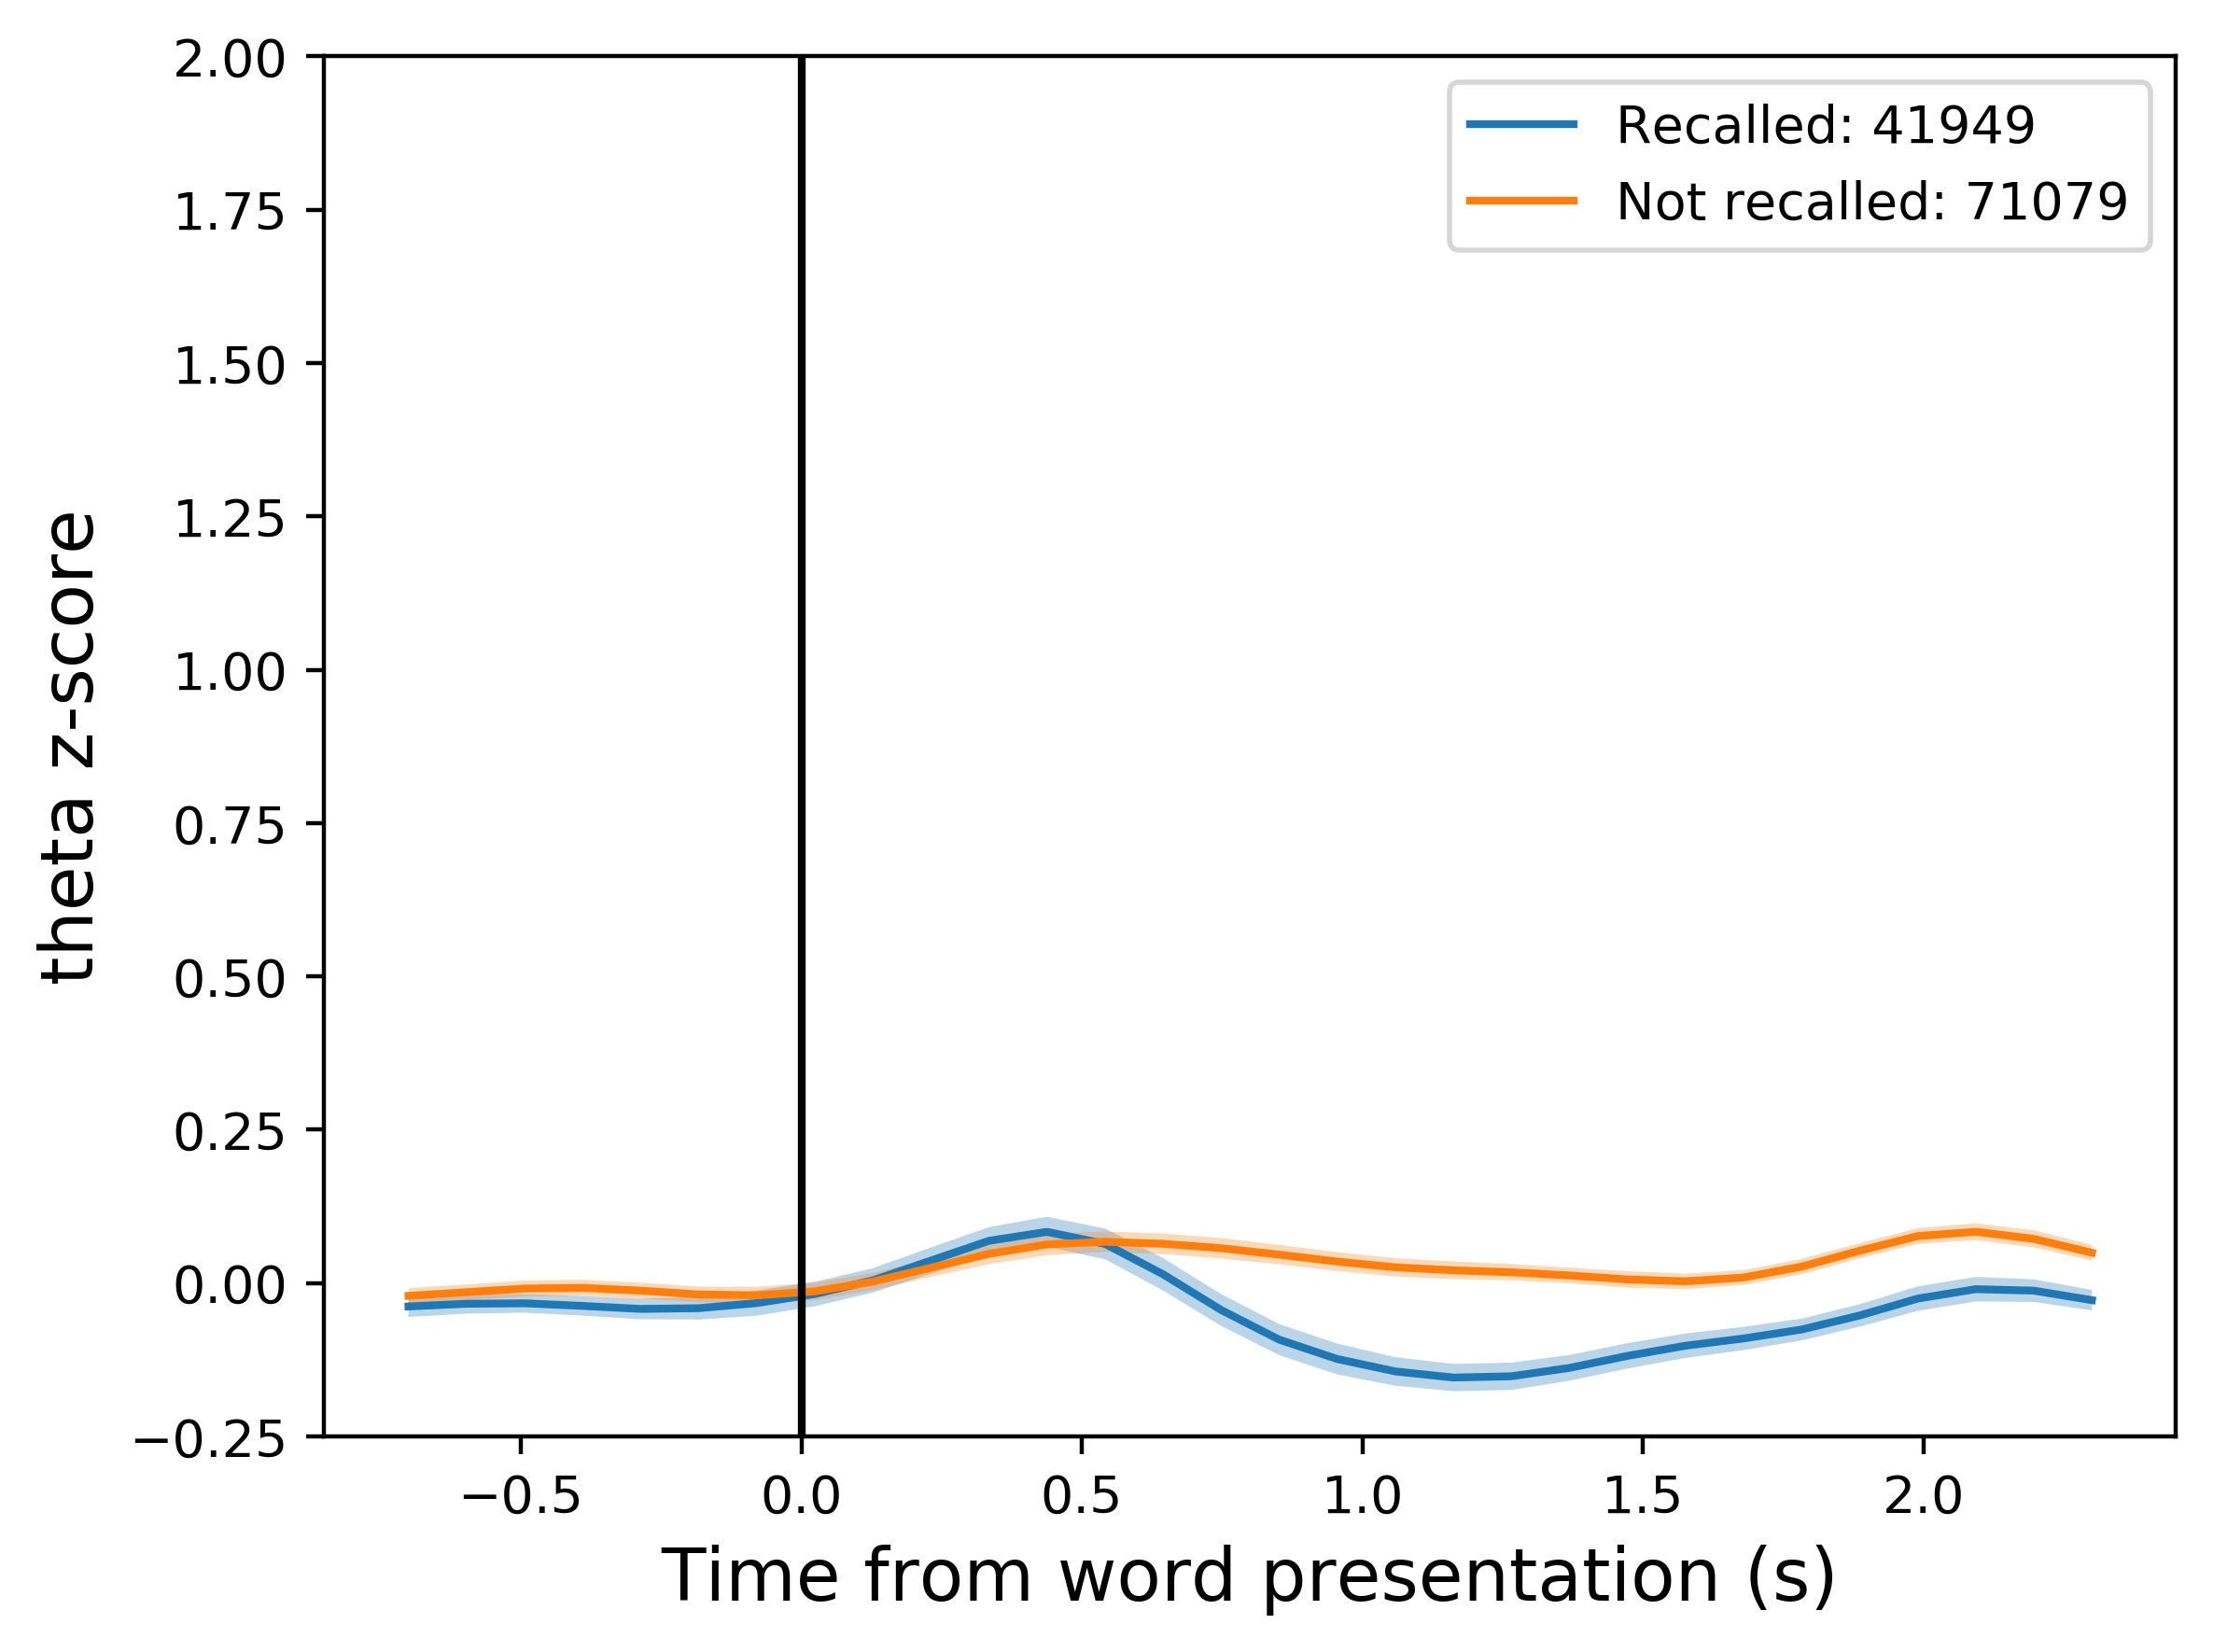 2.00
1.75
1.50
1.25
1.00
0.75
0.50
0.25
0.00
−0.25
theta z-score
Recalled: 41949
Not recalled: 71079
−0.5 0.0 0.5 1.0 1.5 2.0
Time from word presentation (s)